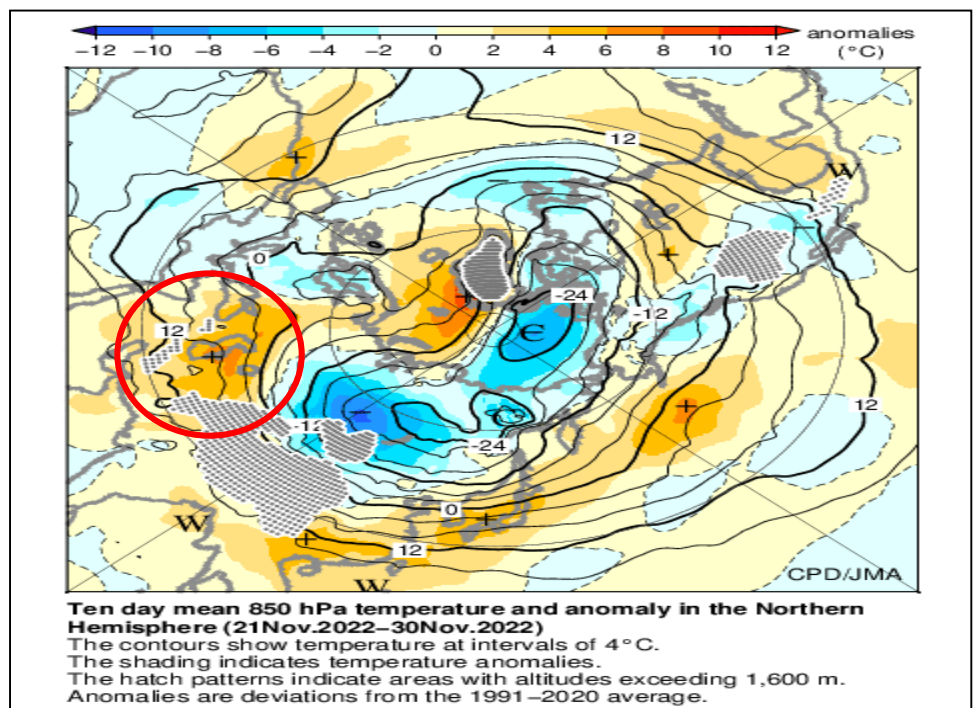 −12 −10 −8 −6 −4 −2 0 2 4 6 8 10 12
anomalies
(°C)
12
W
0
-24
-12
12
12
-12
-24
0
W
12
W
CPD/JMA
Ten day mean 850 hPa temperature and anomaly in the Northern
Hemisphere (21Nov.2022−30Nov.2022)
The contours show temperature at intervals of 4°C.
The shading indicates temperature anomalies.
The hatch patterns indicate areas with altitudes exceeding 1,600 m.
Anomalies are deviations from the 1991−2020 average.